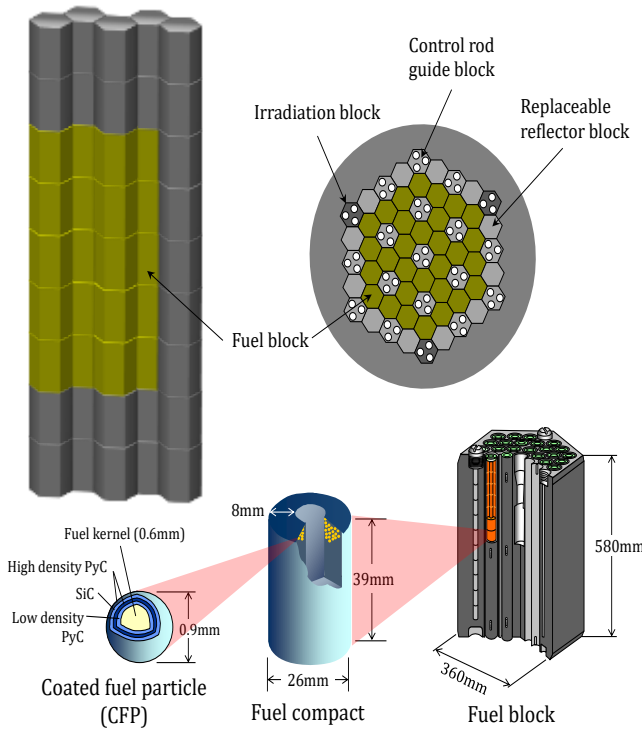 Control rod
guide block
Irradiation block
Replaceable
reflector block
Fuel block
Fuel kernel (0.6mm)
High density PyC
SiC
Low density
PyC
0.9mm
Coated fuel particle
(CFP)
8mm
39mm
26mm
Fuel compact
580mm
360mm
Fuel block